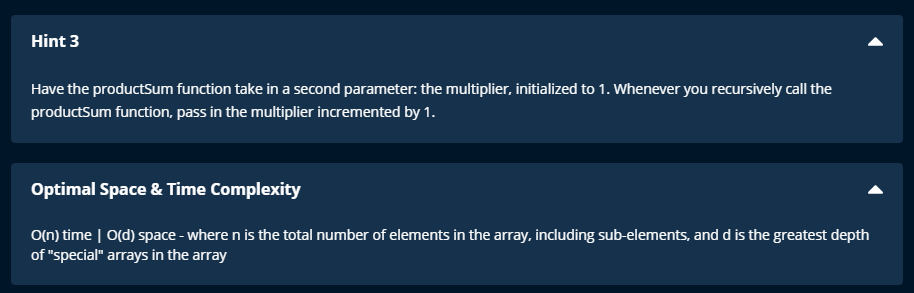 Hint 3
Have the productSum function take in a second parameter: the multiplier, initialized to 1. Whenever you recursively call the
productSum function, pass in the multiplier incremented by 1.
Optimal Space & Time Complexity
O(n) time | O(d) space - where n is the total number of elements in the array, including sub-elements, and d is the greatest depth
of "special" arrays in the array